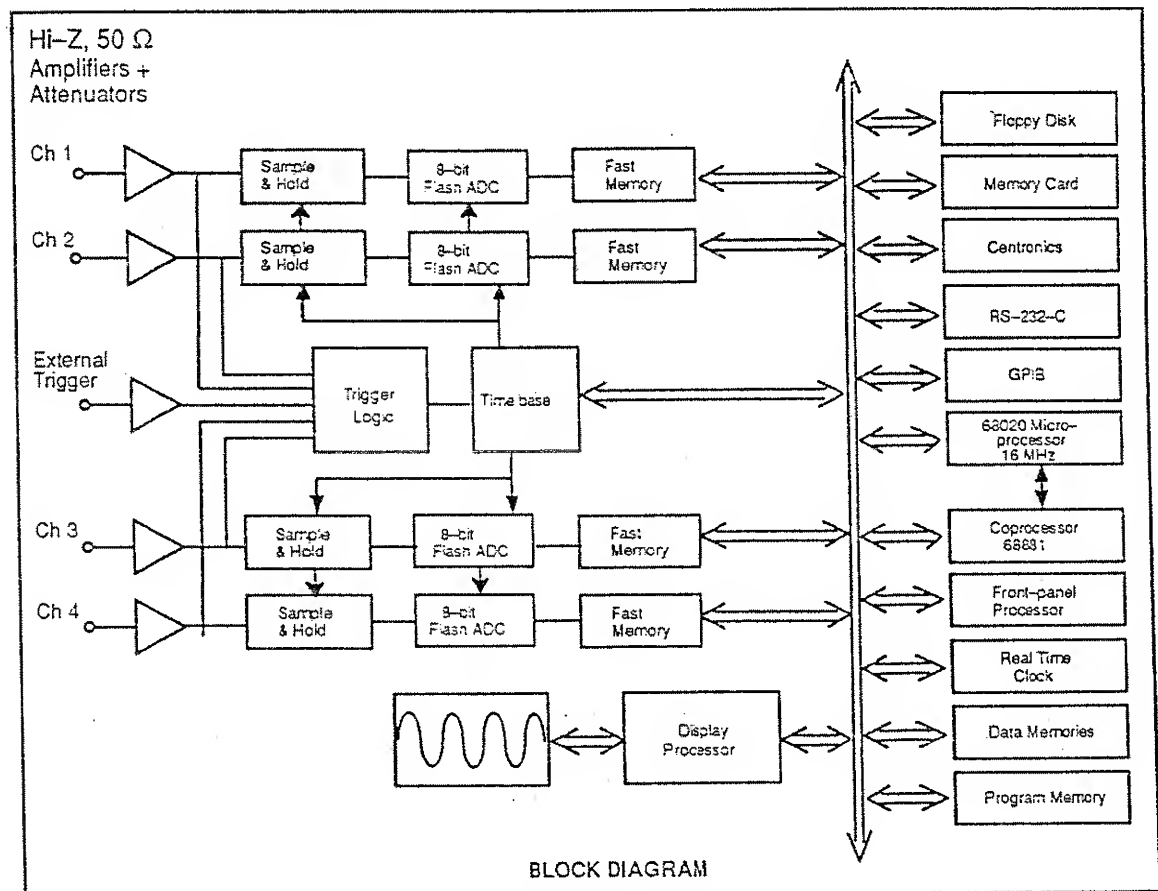 Hi–Z, 50 Ω
Amplifiers +
Attenuators
Ch 1
Sample
& Hold
8–bit
Flash ADC
Fast
Memory
Ch 2
Sample
& Hold
8–bit
Flash ADC
Fast
Memory
External
Trigger
Trigger
Logic
Time base
Ch 3
Sample
& Hold
8–bit
Flash ADC
Fast
Memory
Ch 4
Sample
& Hold
8–bit
Flash ADC
Fast
Memory
Display
Processor
Floppy Disk
Memory Card
Centronics
RS–232–C
GPIB
68020 Micro–
processor
16 MHz
Coprocessor
68881
Front–panel
Processor
Real Time
Clock
Data Memories
Program Memory
BLOCK DIAGRAM